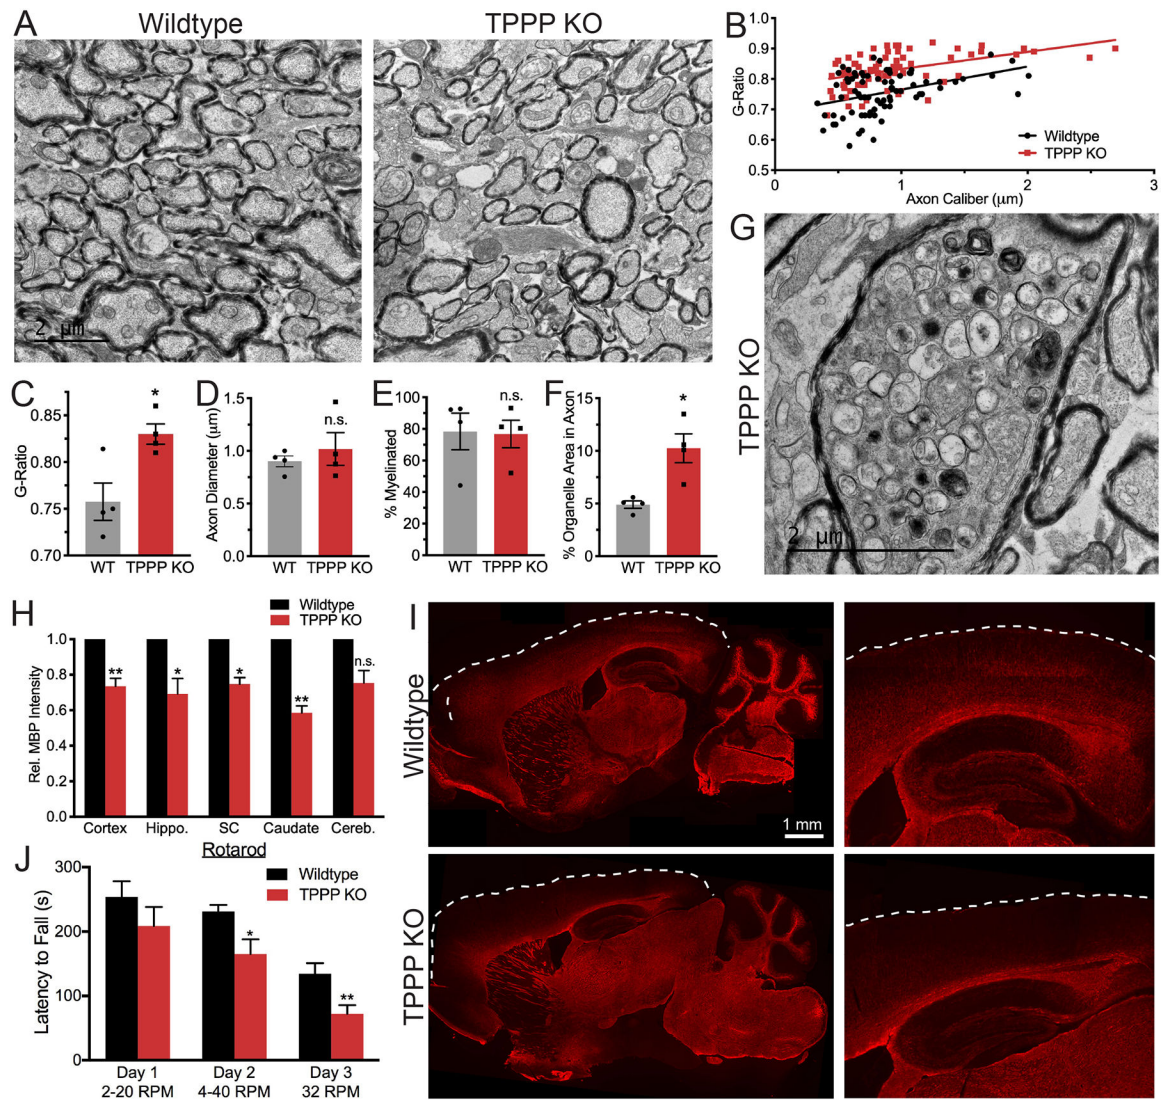 A
Wildtype
TPPP KO
2 μm
B
1.0
0.9
0.8
0.7
0.6
0.5
G-Ratio
0
1
2
3
Axon Caliber (μm)
Wildtype
TPPP KO
C
G-Ratio
0.85
0.80
0.75
0.70
*
WT
TPPP KO
D
Axon Diameter (μm)
1.5
1.0
0.5
0.0
n.s.
WT
TPPP KO
E
% Myelinated
100
80
60
40
20
0
n.s.
WT
TPPP KO
F
% Organelle Area in Axon
15
10
5
0
*
WT
TPPP KO
G
TPPP KO
2 μm
H
Wildtype
TPPP KO
Rel. MBP Intensity
1.0
0.8
0.6
0.4
0.2
0.0
**
*
*
**
n.s.
Cortex
Hippo.
SC
Caudate
Cereb.
I
Wildtype
1 mm
TPPP KO
J
Rotarod
Wildtype
TPPP KO
Latency to Fall (s)
300
200
100
0
*
**
Day 1
2-20 RPM
Day 2
4-40 RPM
Day 3
32 RPM